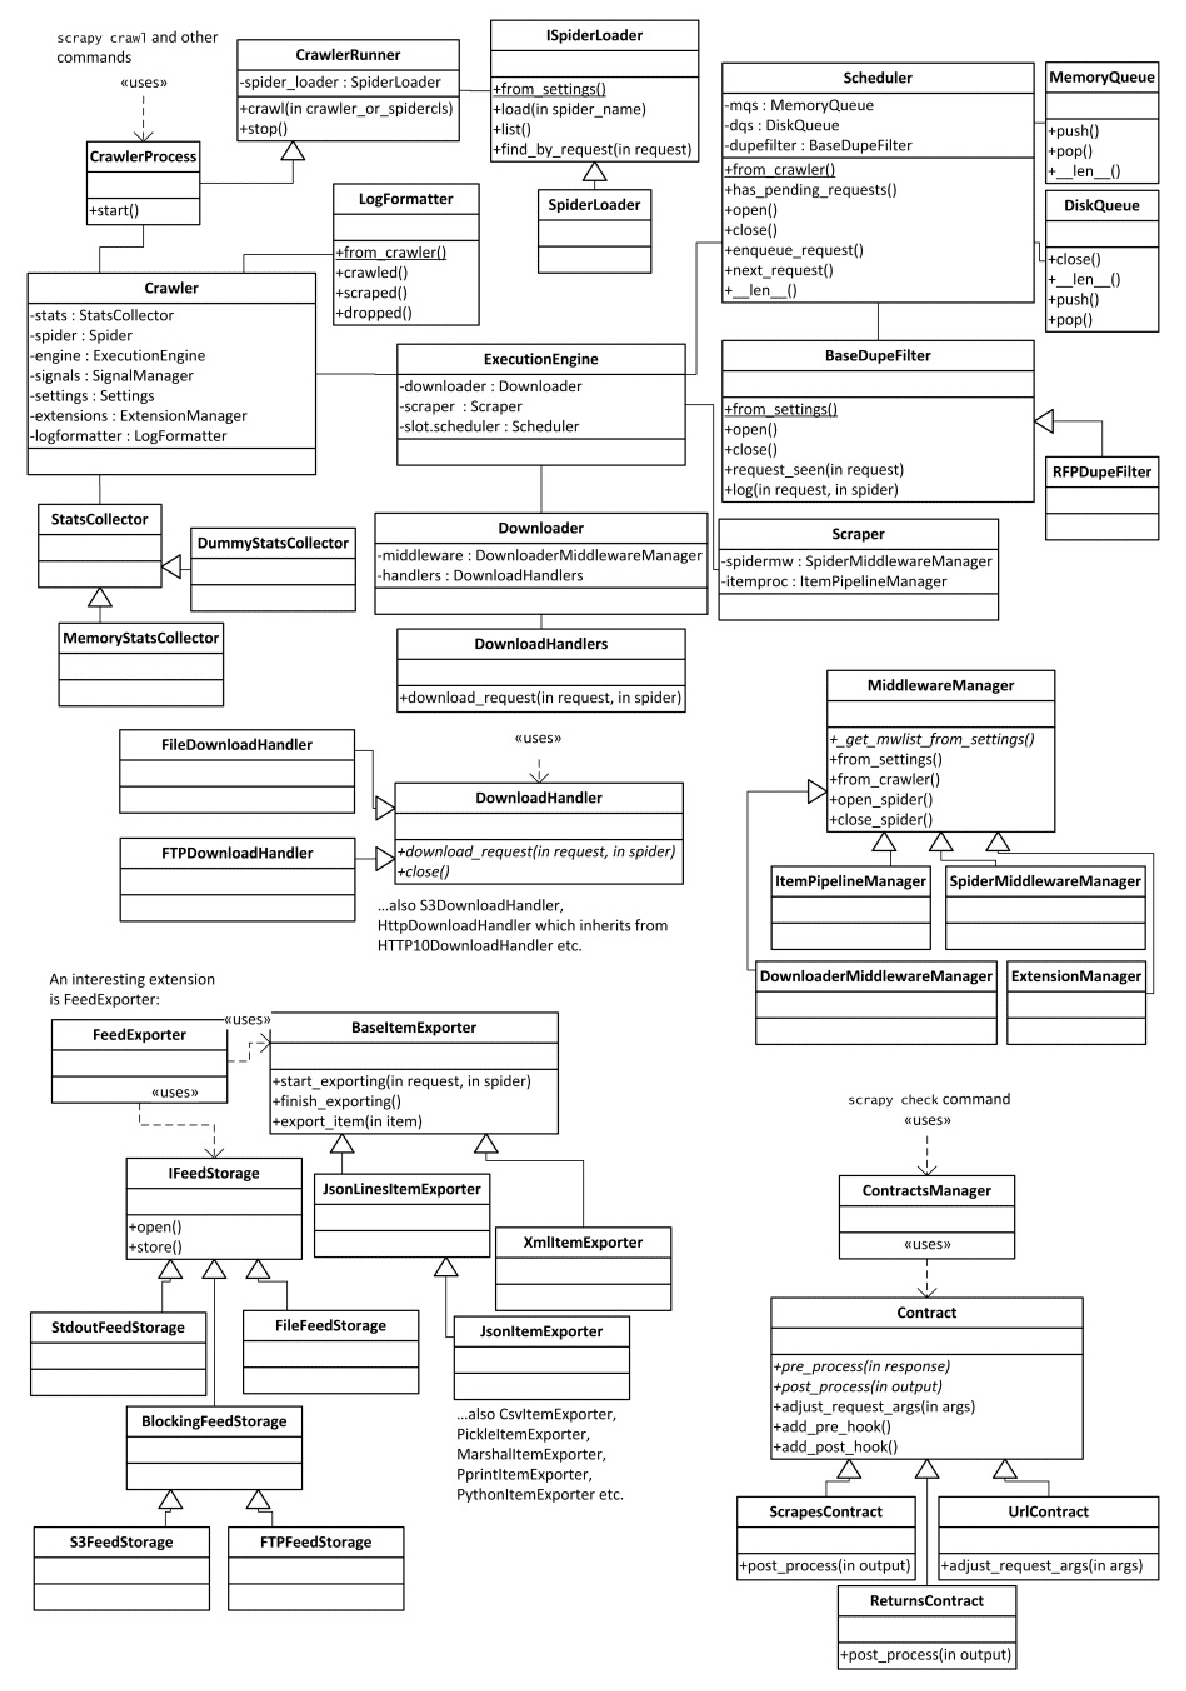 scrapy crawl and other
commands
«uses»
CrawlerProcess
+start()
CrawlerRunner
-spider_loader : SpiderLoader
+crawl(in crawler_or_spidercls)
+stop()
ISpiderLoader
+from_settings()
+load(in spider_name)
+list()
+find_by_request(in request)
SpiderLoader
LogFormatter
+from_crawler()
+crawled()
+scraped()
+dropped()
Scheduler
-mqs : MemoryQueue
-dqs : DiskQueue
-dupefilter : BaseDupeFilter
+from_crawler()
+has_pending_requests()
+open()
+close()
+enqueue_request()
+next_request()
+__len__()
MemoryQueue
+push()
+pop()
+__len__()
DiskQueue
+close()
+__len__()
+push()
+pop()
Crawler
-stats : StatsCollector
-spider : Spider
-engine : ExecutionEngine
-signals : SignalManager
-settings : Settings
-extensions : ExtensionManager
-logformatter : LogFormatter
ExecutionEngine
-downloader : Downloader
-scraper : Scraper
-slot.scheduler : Scheduler
BaseDupeFilter
+from_settings()
+open()
+close()
+request_seen(in request)
+log(in request, in spider)
RFPDupeFilter
StatsCollector
DummyStatsCollector
MemoryStatsCollector
Downloader
-middleware : DownloaderMiddlewareManager
-handlers : DownloadHandlers
Scraper
-spidermw : SpiderMiddlewareManager
-itemproc : ItemPipelineManager
DownloadHandlers
+download_request(in request, in spider)
«uses»
FileDownloadHandler
FTPDownloadHandler
DownloadHandler
+download_request(in request, in spider)
+close()
...also S3DownloadHandler,
HttpDownloadHandler which inherits from
HTTP10DownloadHandler etc.
MiddlewareManager
+_get_mwlist_from_settings()
+from_settings()
+from_crawler()
+open_spider()
+close_spider()
ItemPipelineManager
SpiderMiddlewareManager
DownloaderMiddlewareManager
ExtensionManager
An interesting extension
is FeedExporter:
FeedExporter
«uses»
«uses»
BaseItemExporter
+start_exporting(in request, in spider)
+finish_exporting()
+export_item(in item)
IFeedStorage
+open()
+store()
JsonLinesItemExporter
XmlItemExporter
JsonItemExporter
...also CsvItemExporter,
PickleItemExporter,
MarshalItemExporter,
PprintItemExporter,
PythonItemExporter etc.
StdoutFeedStorage
FileFeedStorage
BlockingFeedStorage
S3FeedStorage
FTPFeedStorage
scrapy check command
«uses»
ContractsManager
«uses»
Contract
+pre_process(in response)
+post_process(in output)
+adjust_request_args(in args)
+add_pre_hook()
+add_post_hook()
ScrapesContract
+post_process(in output)
UrlContract
+adjust_request_args(in args)
ReturnsContract
+post_process(in output)